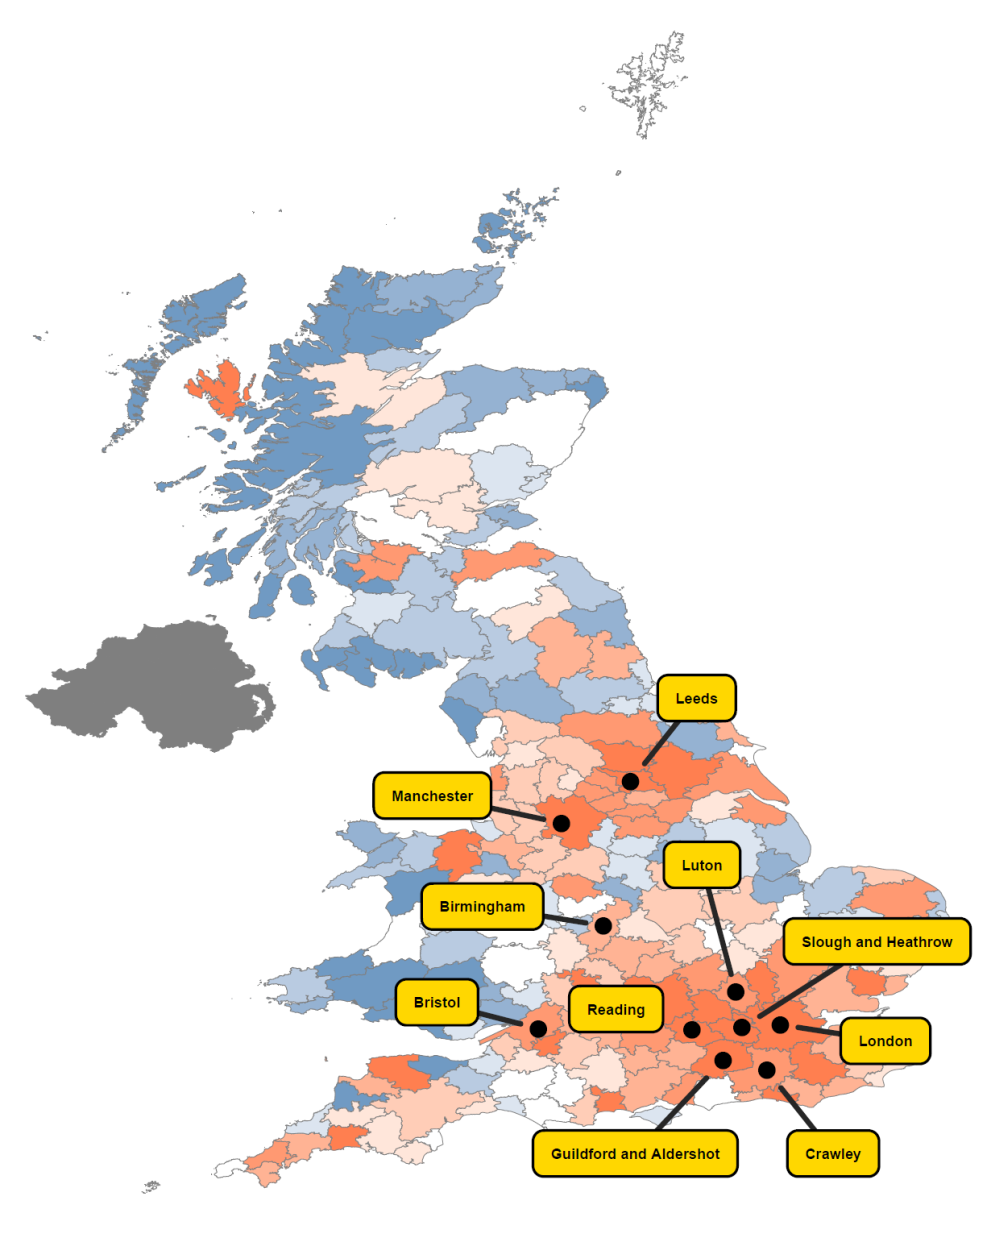 Leeds
Manchester
Luton
Birmingham
Slough and Heathrow
Bristol
Reading
London
Guildford and Aldershot
Crawley